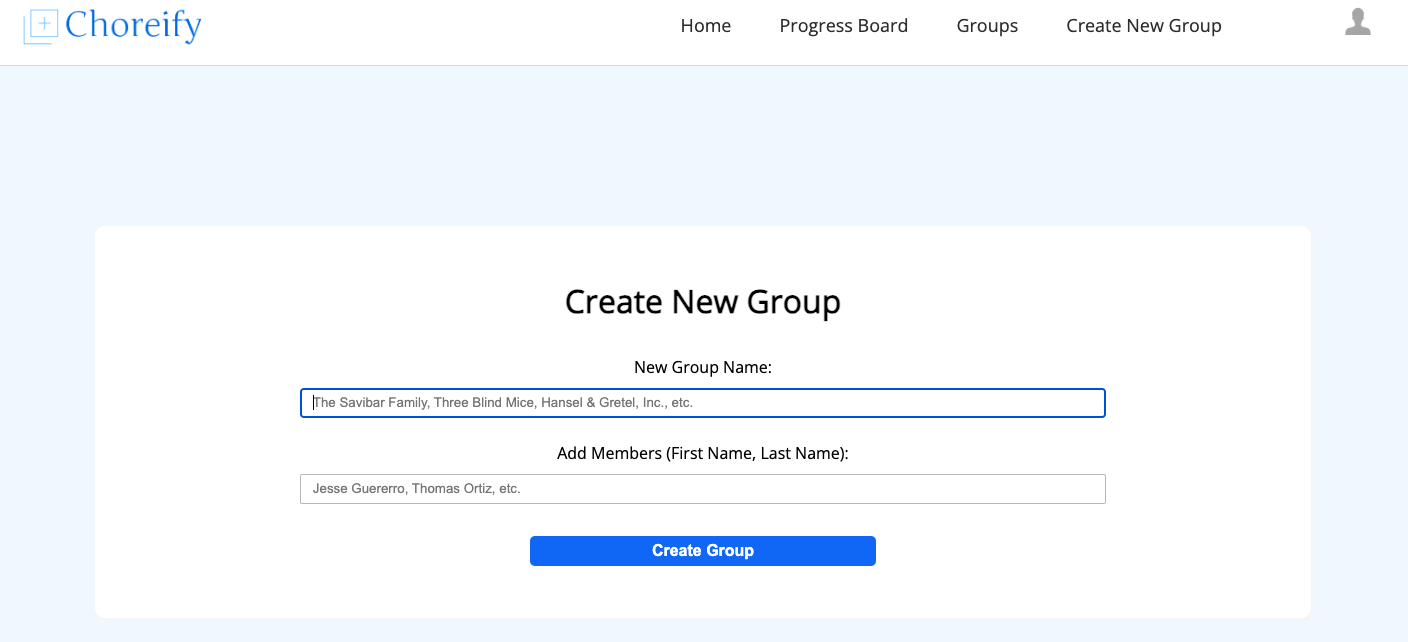 Choreify
Home Progress Board Groups Create New Group
Create New Group
New Group Name:
The Savibar Family, Three Blind Mice, Hansel & Gretel, Inc., etc.
Add Members (First Name, Last Name):
Jesse Guererro, Thomas Ortiz, etc.
Create Group